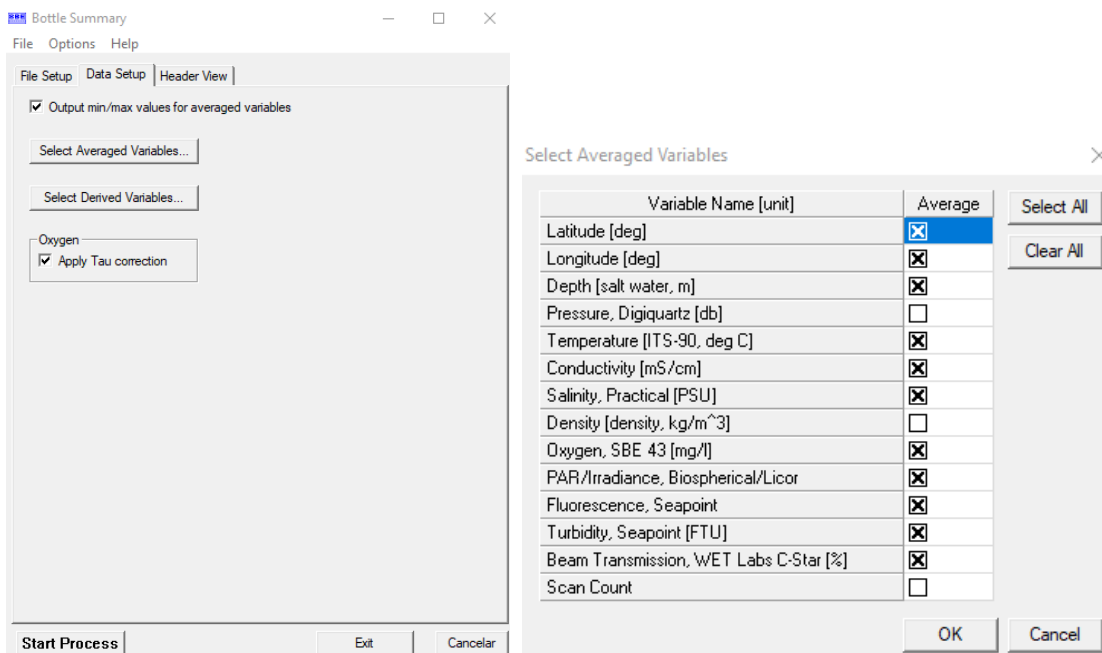 Bottle Summary
File Options Help
File Setup Data Setup Header View
Output min/max values for averaged variables
Select Averaged Variables...
Select Derived Variables...
Oxygen
Apply Tau correction
Start Process Exit Cancelar
Select Averaged Variables
Variable Name [unit] Average
Select All
Latitude [deg]
Clear All
Longitude [deg]
Depth [salt water, m]
Pressure, Digiquartz [db]
Temperature [ITS-90, deg C]
Conductivity [mS/cm]
Salinity, Practical [PSU]
Density [density, kg/m^3]
Oxygen, SBE 43 [mg/l]
PAR/Irradiance, Biospherical/Licor
Fluorescence, Seapoint
Turbidity, Seapoint [FTU]
Beam Transmission, WET Labs C-Star [%]
Scan Count
OK Cancel